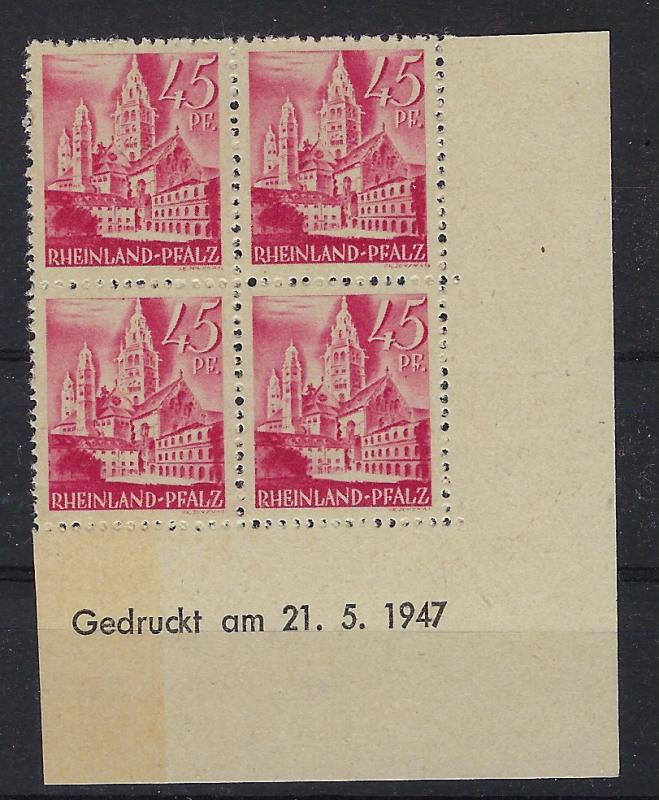 45
PF.
45
PF.
RHEINLAND-PFALZ
RHEINLAND-PFALZ
45
PF.
45
PF.
RHEINLAND-PFALZ
RHEINLAND-PFALZ
Gedruckt am 21. 5. 1947